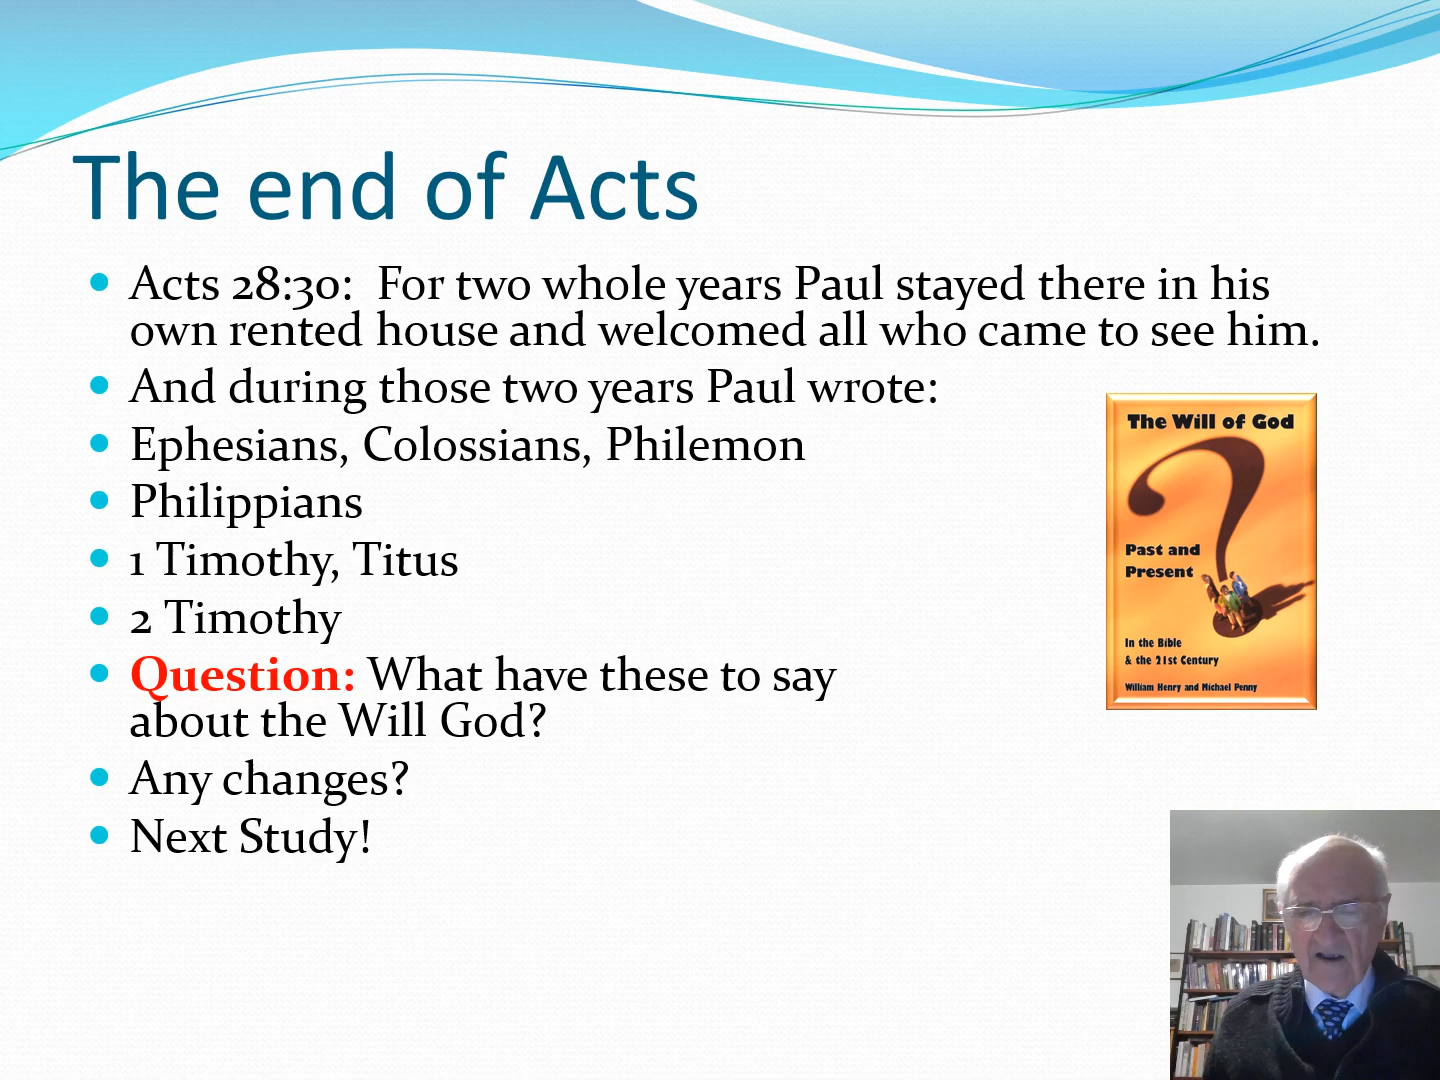 The end of Acts
Acts 28:30:  For two whole years Paul stayed there in his
own rented house and welcomed all who came to see him.
And during those two years Paul wrote:
Ephesians, Colossians, Philemon
Philippians
1 Timothy, Titus
2 Timothy
Question: What have these to say
about the Will God?
Any changes?
Next Study!
The Will of God
Past and
Present
In the Bible
& the 21st Century
William Henry and Michael Penny